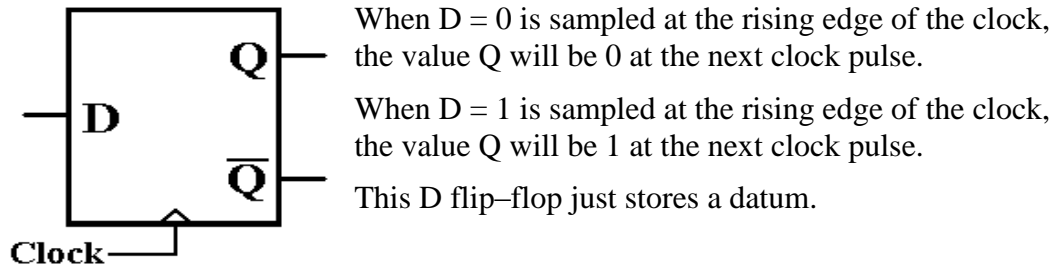 Q
D
Q̅
Clock
When D = 0 is sampled at the rising edge of the clock,
the value Q will be 0 at the next clock pulse.
When D = 1 is sampled at the rising edge of the clock,
the value Q will be 1 at the next clock pulse.
This D flip–flop just stores a datum.